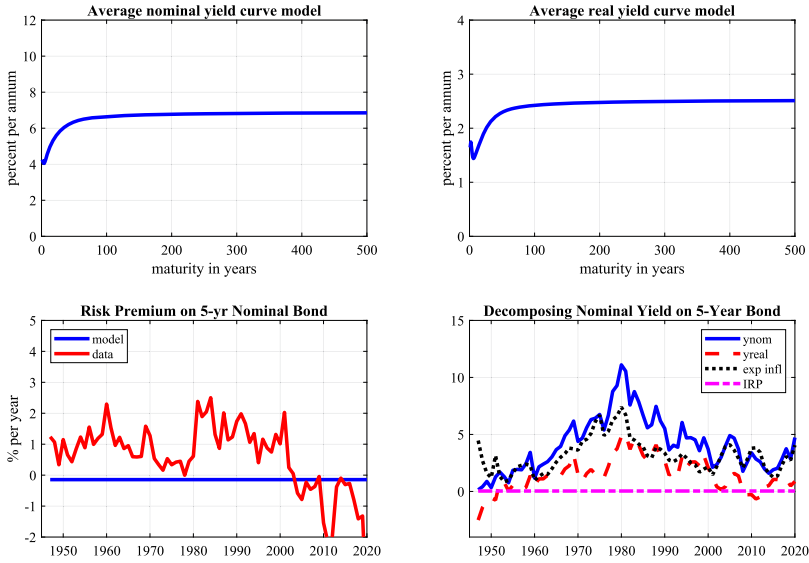 Average nominal yield curve model
12
10
8
6
4
2
0
percent per annum
0 100 200 300 400 500
maturity in years
Average real yield curve model
4
3
2
1
0
percent per annum
100 200 300 400 500
maturity in years
Risk Premium on 5-yr Nominal Bond
5
4
3
2
1
0
-1
-2
% per year
model
data
1950 1960 1970 1980 1990 2000 2010 2020
Decomposing Nominal Yield on 5-Year Bond
15
10
5
0
ynom
yreal
exp infl
IRP
1950 1960 1970 1980 1990 2000 2010 2020